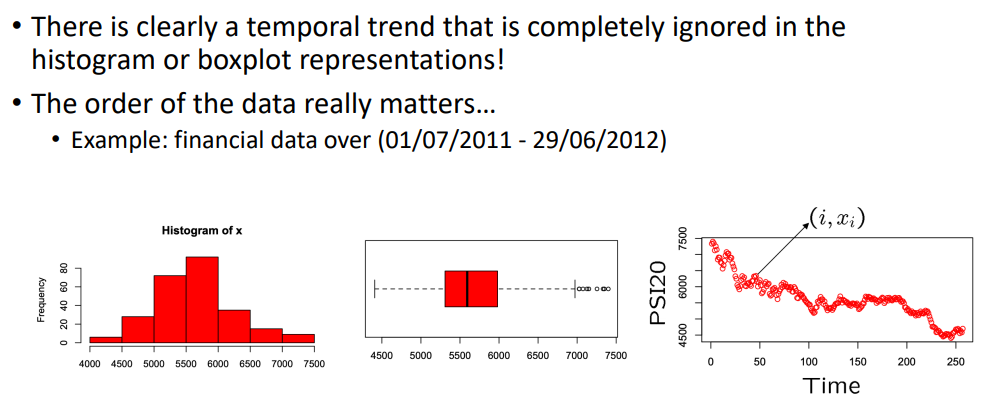 • There is clearly a temporal trend that is completely ignored in the
histogram or boxplot representations!
• The order of the data really matters…
• Example: financial data over (01/07/2011 - 29/06/2012)
Histogram of x
Frequency
0 20 40 60 80
4000 4500 5000 5500 6000 6500 7000 7500
4500 5000 5500 6000 6500 7000 7500
(i, xᵢ)
PSI20
4500 6000 7500
0 50 100 150 200 250
Time